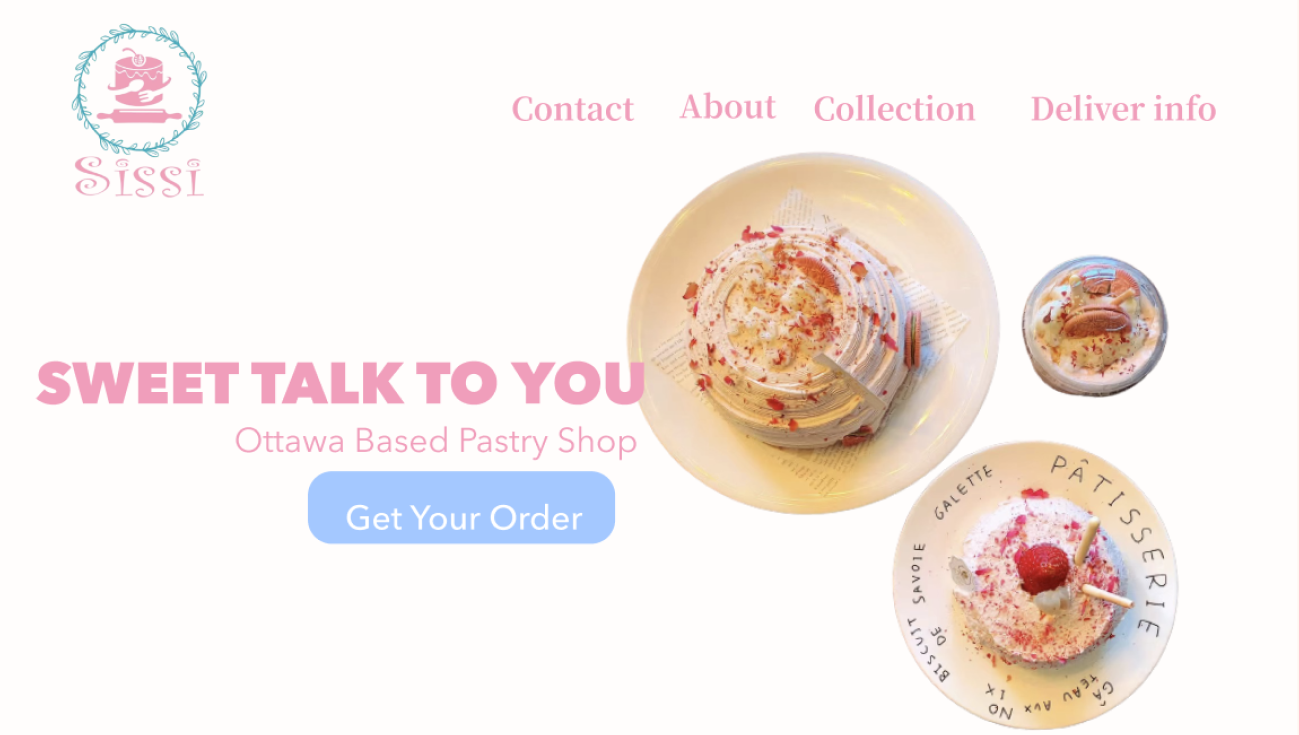 Sissi
Contact
About
Collection
Deliver info
SWEET TALK TO YOU
Ottawa Based Pastry Shop
Get Your Order
PÂTISSERIE
GALETTE
BISCUIT DE SAVOIE
GÂTEAU AUX NOIX